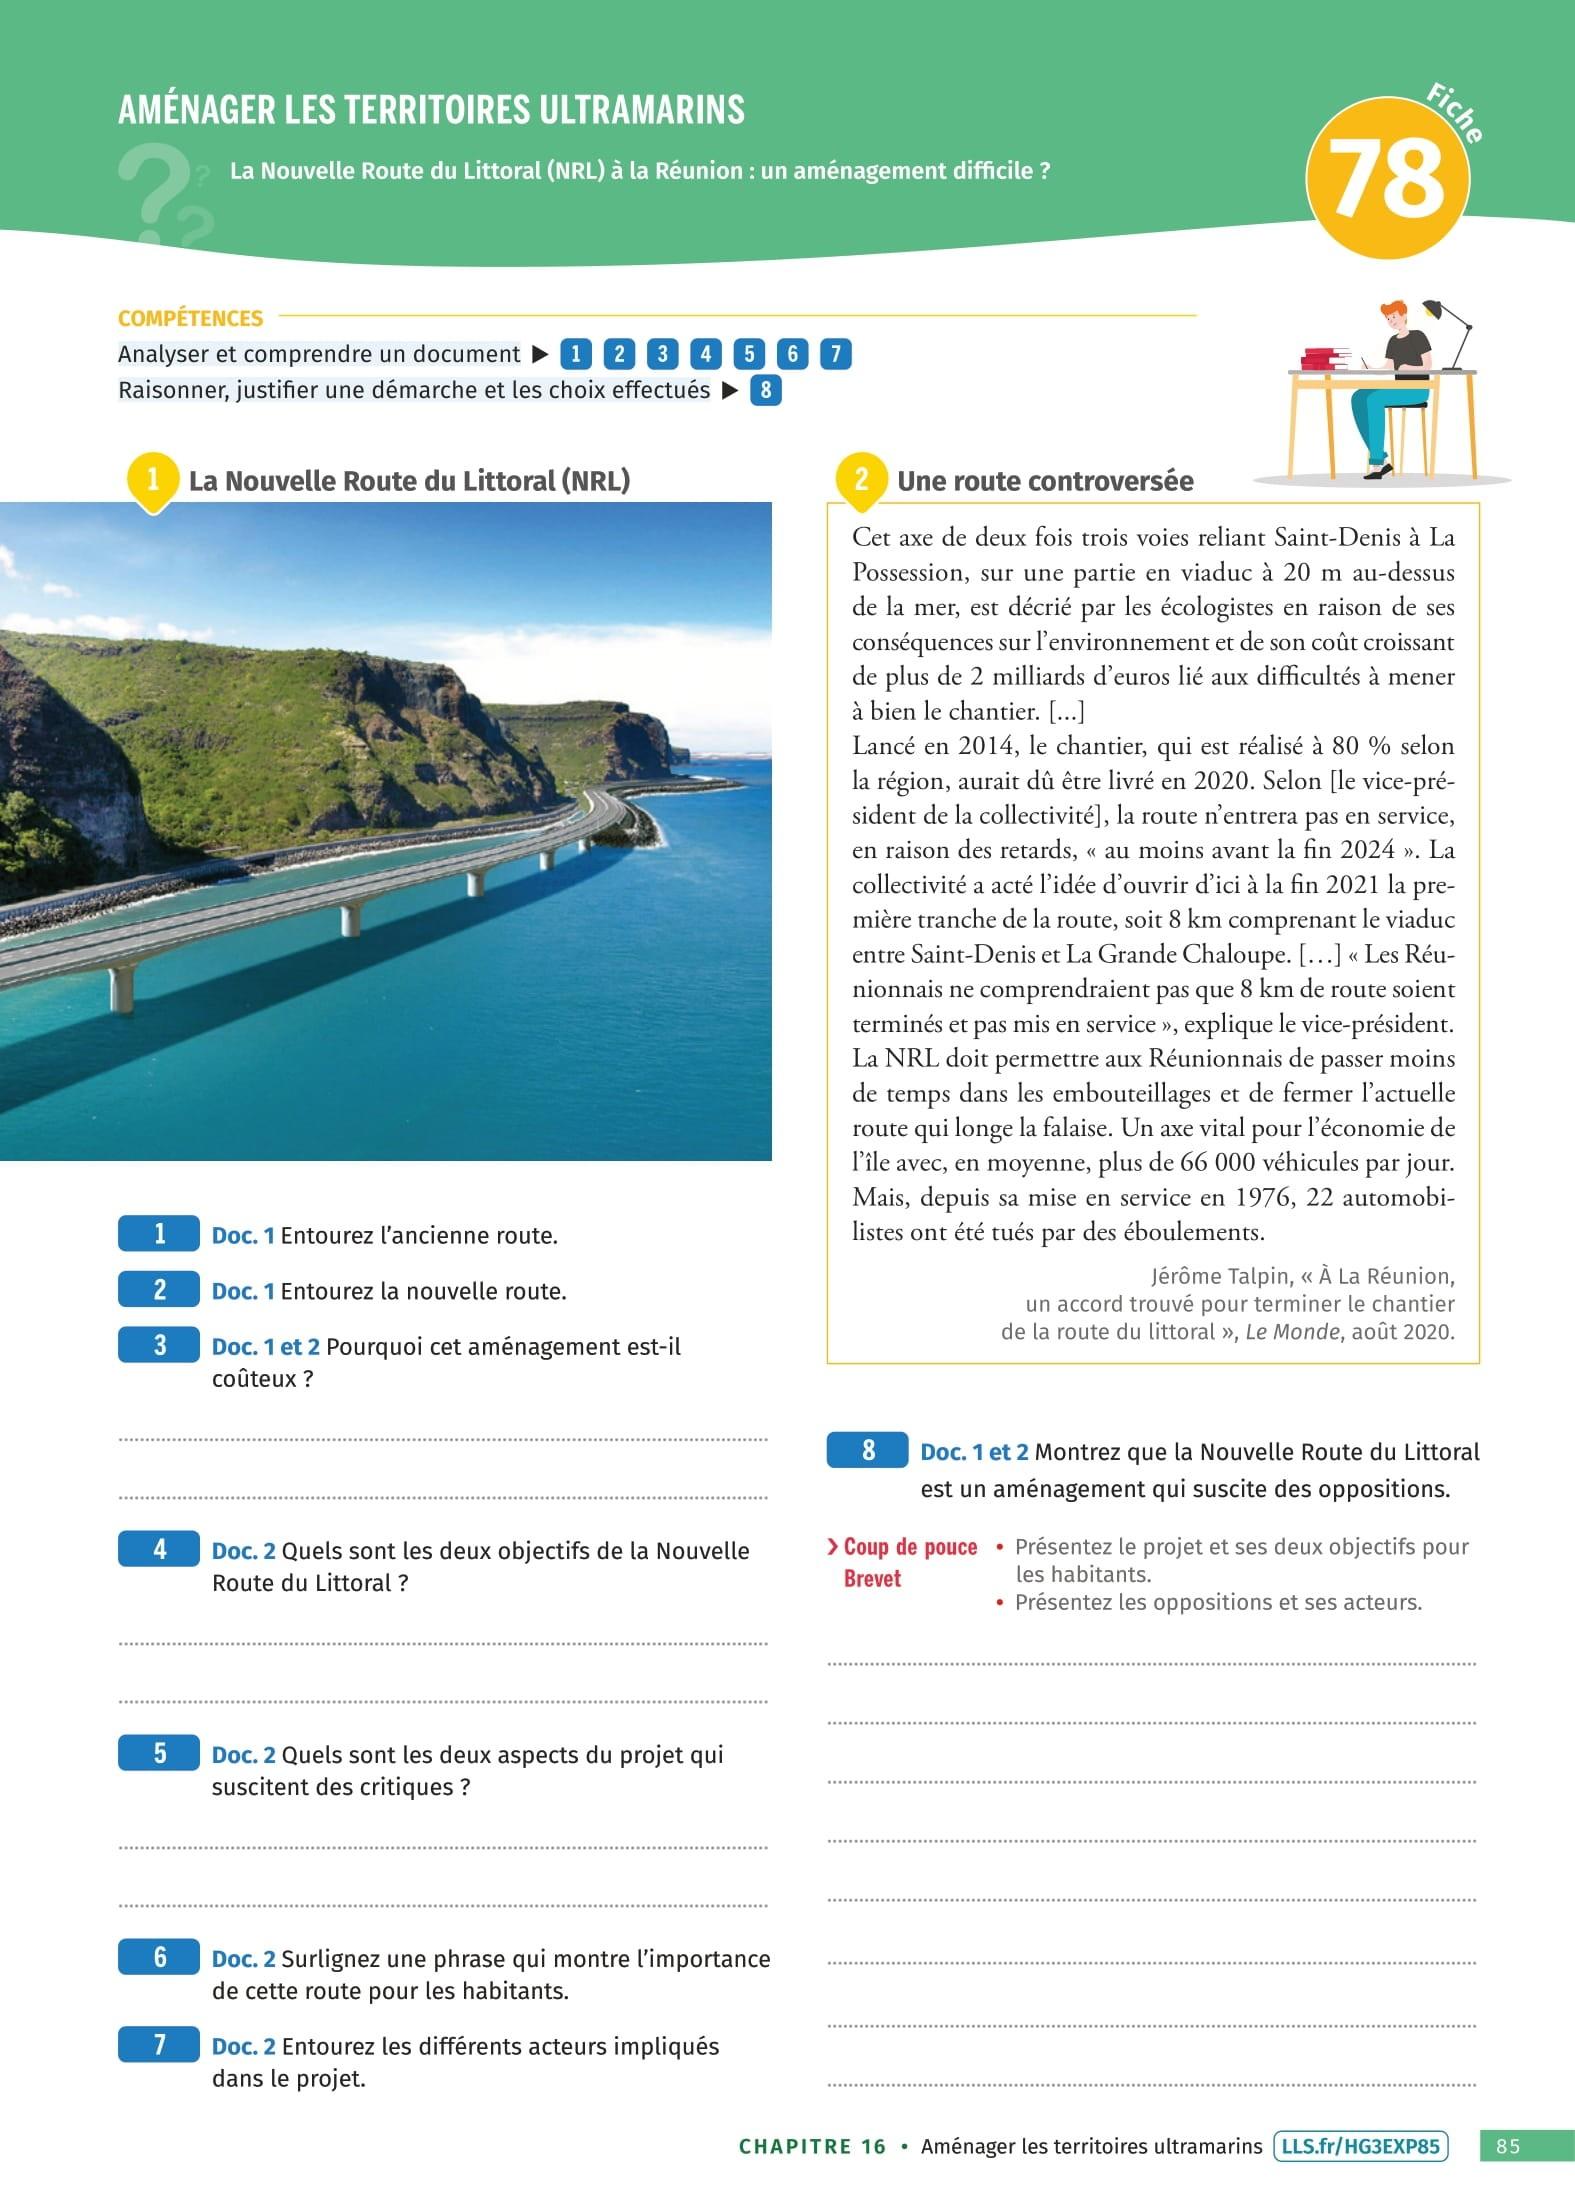 AMÉNAGER LES TERRITOIRES ULTRAMARINS
La Nouvelle Route du Littoral (NRL) à la Réunion : un aménagement difficile ?
Fiche
78
COMPÉTENCES
Analyser et comprendre un document ▶ 1 2 3 4 5 6 7
Raisonner, justifier une démarche et les choix effectués ▶ 8
1 La Nouvelle Route du Littoral (NRL)
1 Doc. 1 Entourez l’ancienne route.
2 Doc. 1 Entourez la nouvelle route.
3 Doc. 1 et 2 Pourquoi cet aménagement est-il
coûteux ?
4 Doc. 2 Quels sont les deux objectifs de la Nouvelle
Route du Littoral ?
5 Doc. 2 Quels sont les deux aspects du projet qui
suscitent des critiques ?
6 Doc. 2 Surlignez une phrase qui montre l’importance
de cette route pour les habitants.
7 Doc. 2 Entourez les différents acteurs impliqués
dans le projet.
2 Une route controversée
Cet axe de deux fois trois voies reliant Saint-Denis à La
Possession, sur une partie en viaduc à 20 m au-dessus
de la mer, est décrié par les écologistes en raison de ses
conséquences sur l’environnement et de son coût croissant
de plus de 2 milliards d’euros lié aux difficultés à mener
à bien le chantier. [...]
Lancé en 2014, le chantier, qui est réalisé à 80 % selon
la région, aurait dû être livré en 2020. Selon [le vice-pré-
sident de la collectivité], la route n’entrera pas en service,
en raison des retards, « au moins avant la fin 2024 ». La
collectivité a acté l’idée d’ouvrir d’ici à la fin 2021 la pre-
mière tranche de la route, soit 8 km comprenant le viaduc
entre Saint-Denis et La Grande Chaloupe. […] « Les Réu-
nionnais ne comprendraient pas que 8 km de route soient
terminés et pas mis en service », explique le vice-président.
La NRL doit permettre aux Réunionnais de passer moins
de temps dans les embouteillages et de fermer l’actuelle
route qui longe la falaise. Un axe vital pour l’économie de
l’île avec, en moyenne, plus de 66 000 véhicules par jour.
Mais, depuis sa mise en service en 1976, 22 automobi-
listes ont été tués par des éboulements.
Jérôme Talpin, « À La Réunion,
un accord trouvé pour terminer le chantier
de la route du littoral », Le Monde, août 2020.
8 Doc. 1 et 2 Montrez que la Nouvelle Route du Littoral
est un aménagement qui suscite des oppositions.
› Coup de pouce
Brevet
• Présentez le projet et ses deux objectifs pour
les habitants.
• Présentez les oppositions et ses acteurs.
CHAPITRE 16 • Aménager les territoires ultramarins LLS.fr/HG3EXP85 85